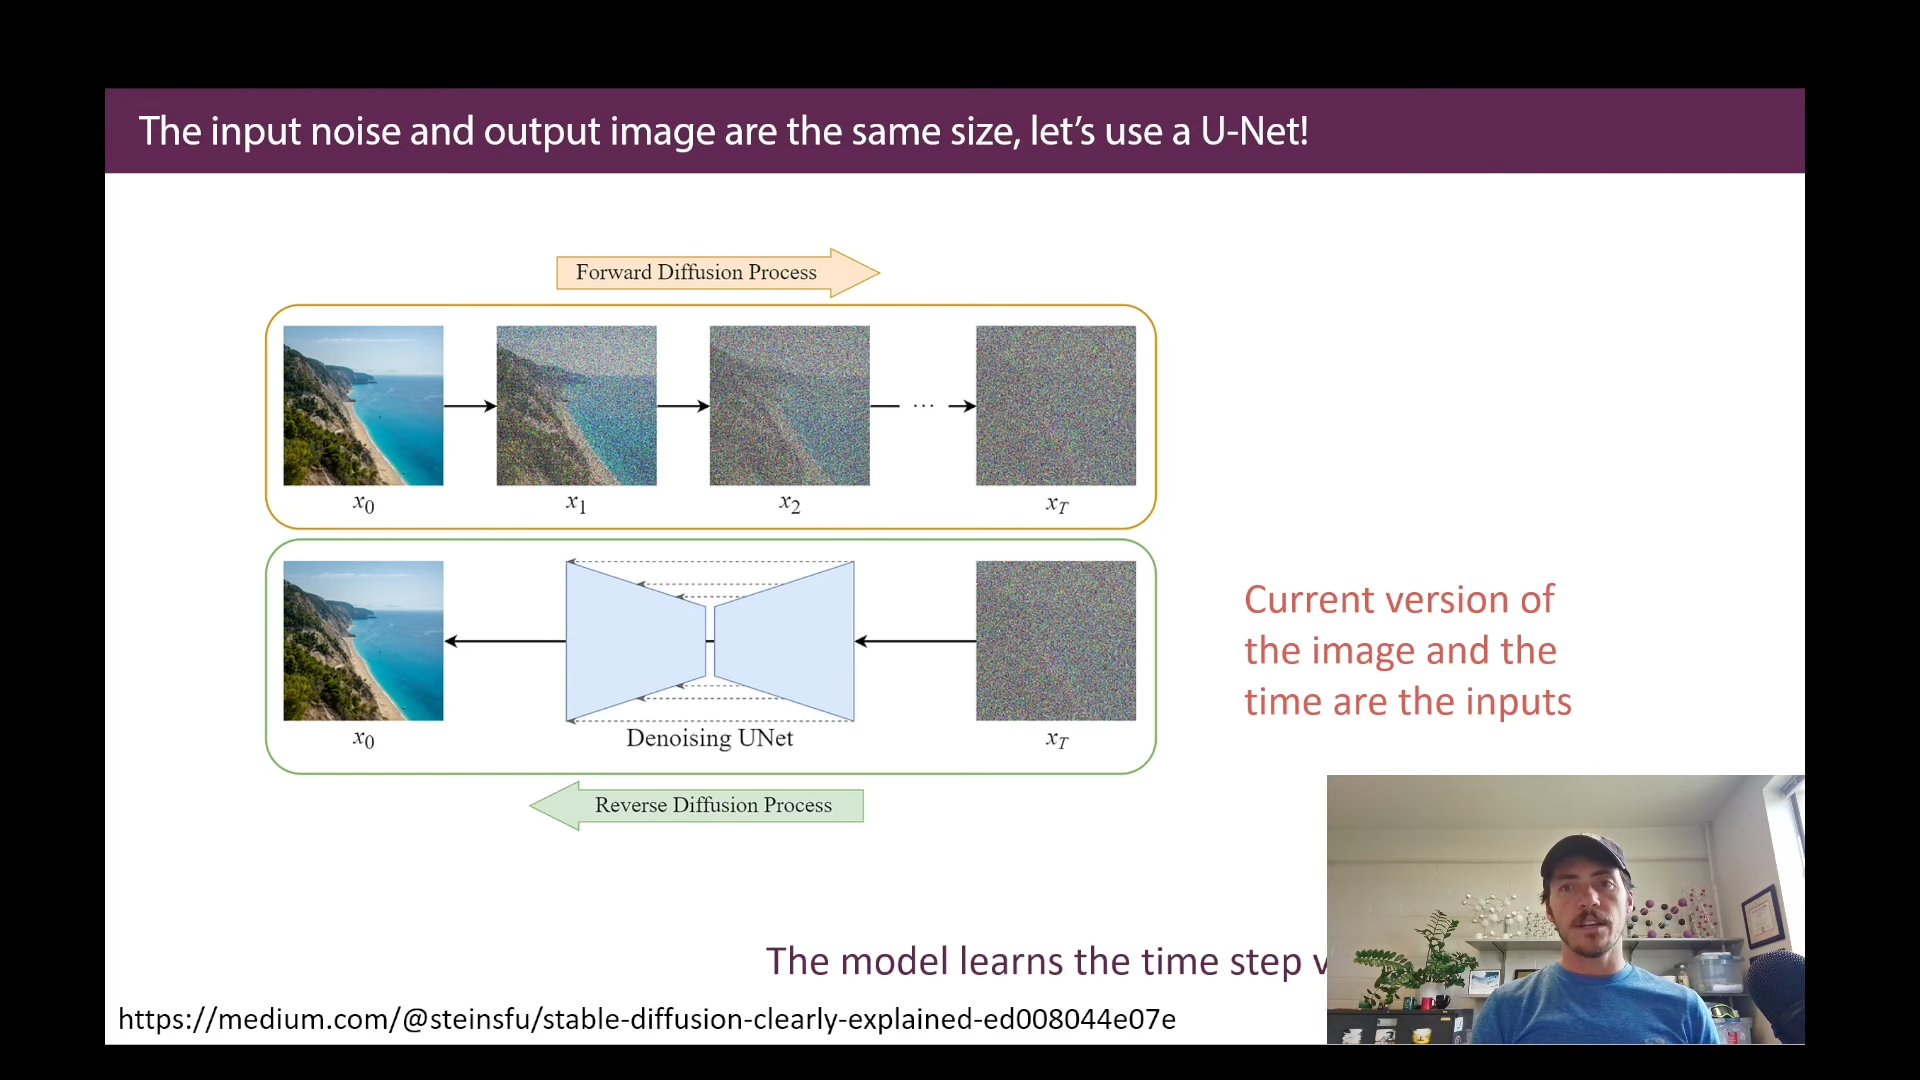 The input noise and output image are the same size, let's use a U-Net!
Forward Diffusion Process
x0
x1
x2
...
xT
x0
Denoising UNet
xT
Reverse Diffusion Process
Current version of
the image and the
time are the inputs
The model learns the time step
https://medium.com/@steinsfu/stable-diffusion-clearly-explained-ed008044e07e